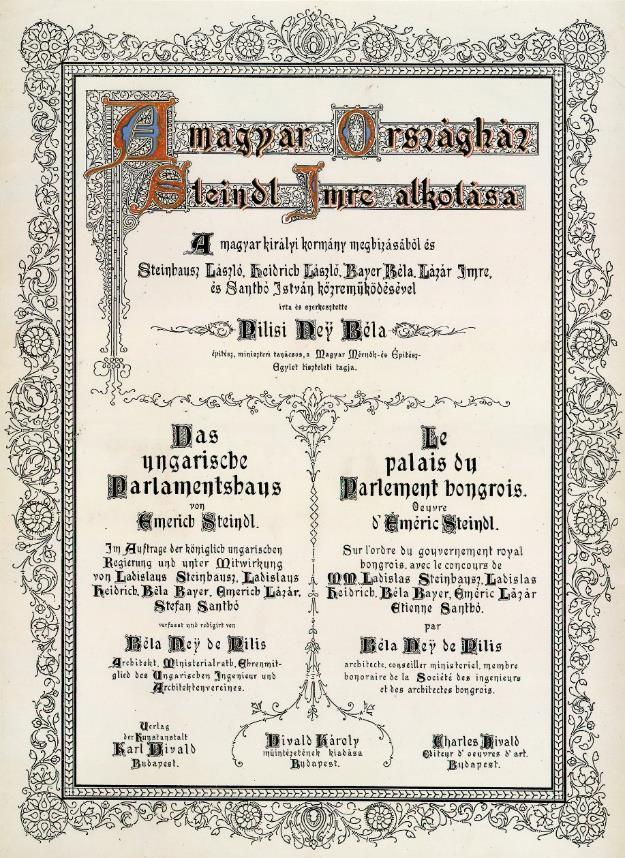 A magyar Országház
Steindl Imre alkotása
A magyar királyi kormány megbizásából és
Steinhausz László, Heidrich László, Bayer Béla, Lázár Imre,
és Santhó István közreműködésével
irta és szerkesztette
Pilisi Neÿ Béla
épitész, miniszteri tanácsos, a Magyar Mérnök- és Épitész-
Egylet tiszteleti tagja.
Das
ungarische
Parlamentshaus
von
Emerich Steindl.
Im Auftrage der königlich ungarischen
Regierung und unter Mitwirkung
von Ladislaus Steinhausz, Ladislaus
Heidrich, Béla Bayer, Emerich Lázár,
Stefan Santhó
verfasst und redigirt von
Béla Neÿ de Pilis
Architekt, Ministerialrath, Ehrenmit-
glied des Ungarischen Ingenieur und
Architektenvereines.
Le
palais du
Parlement hongrois.
Oeuvre
d'Eméric Steindl.
Sur l'ordre du gouvernement royal
hongrois, avec le concours de
MM. Ladislas Steinhausz, Ladislas
Heidrich, Béla Bayer, Eméric Lázár
Etienne Santhó.
par
Béla Neÿ de Pilis
architecte, conseiller ministeriel, membre
honoraire de la Société des ingenieurs
et des architectes hongrois.
Verlag
der Kunstanstalt
Karl Divald
Budapest.
Divald Károly
műintézetének kiadása
Budapest.
Charles Divald
Editeur d'oeuvres d'art.
Budapest.